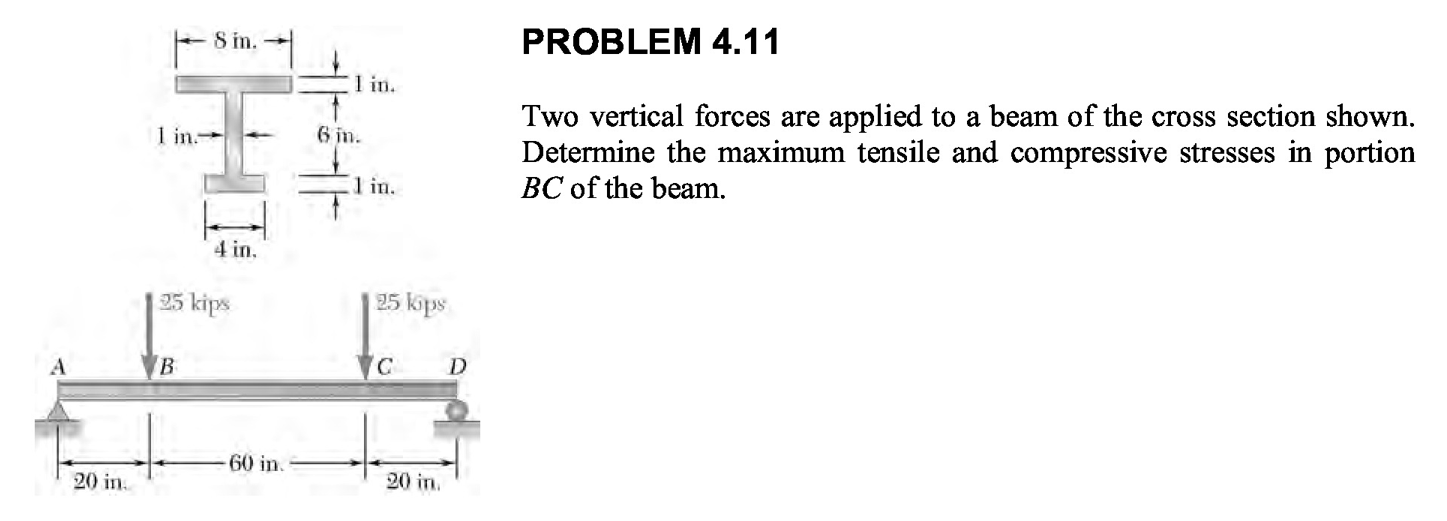 8 in.
1 in.
1 in.
6 in.
1 in.
4 in.
PROBLEM 4.11
Two vertical forces are applied to a beam of the cross section shown.
Determine the maximum tensile and compressive stresses in portion
BC of the beam.
25 kips
25 kips
A
B
C
D
60 in.
20 in.
20 in.